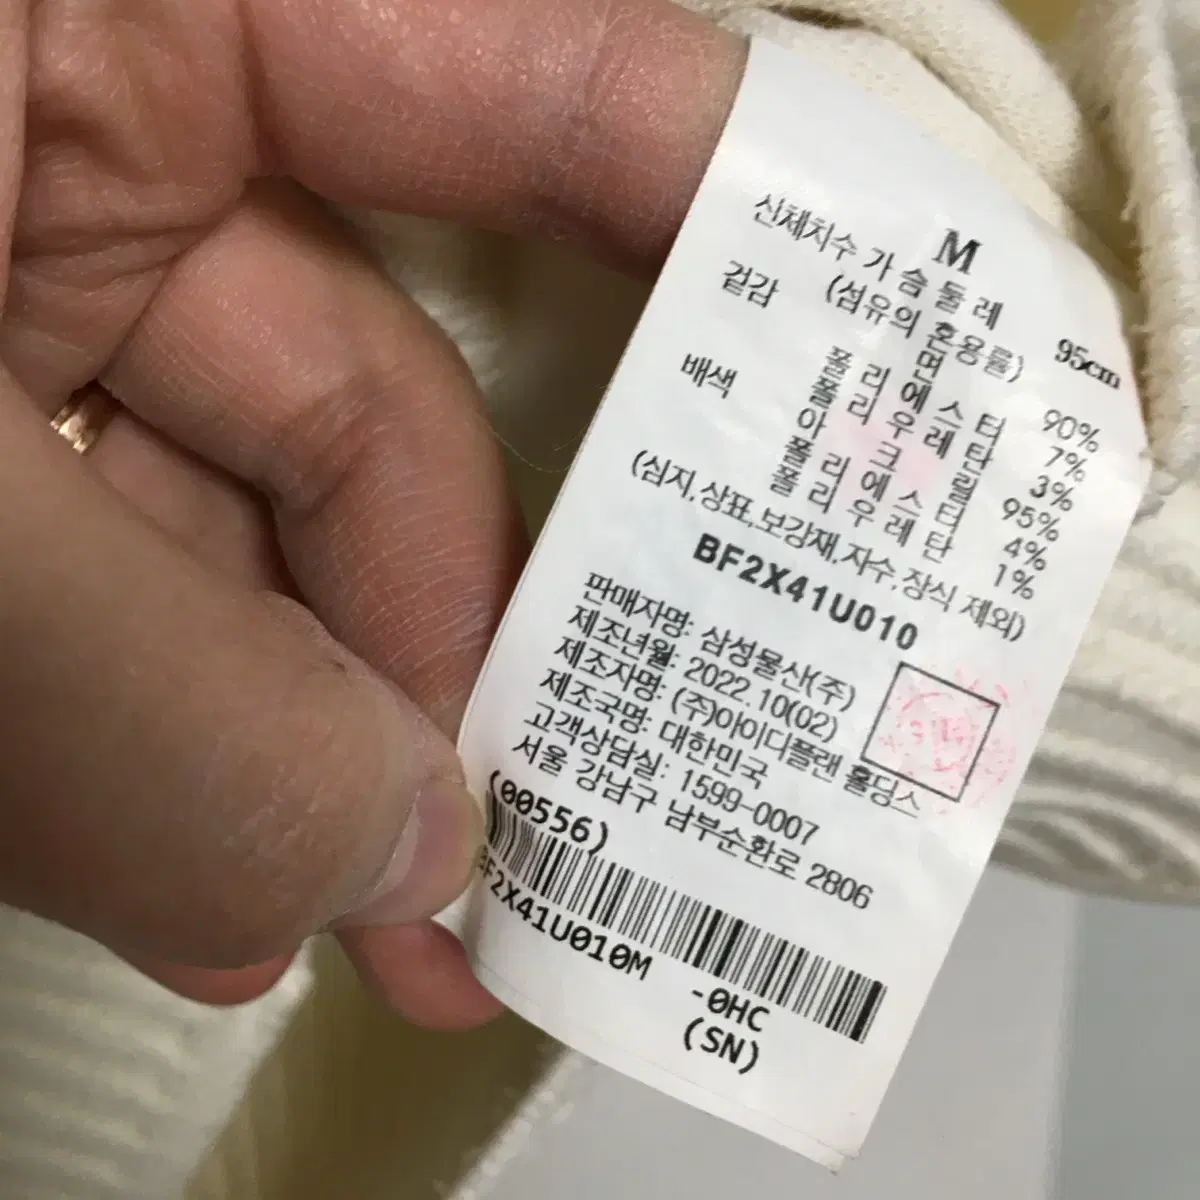 M
신체치수 가슴둘레 95cm
(섬유의 혼용률)
겉감 면 90%
폴리에스터 7%
폴리우레탄 3%
배색 아크릴 95%
폴리에스터 4%
폴리우레탄 1%
(심지,상표,보강재,자수,장식 제외)
BF2X41U010
판매자명: 삼성물산(주)
제조년월: 2022.10(02)
제조자명: (주)아이디플랜 홀딩스
제조국명: 대한민국
고객상담실: 1599-0007
서울 강남구 남부순환로 2806
(00556)
BF2X41U010M -0HC
(SN)